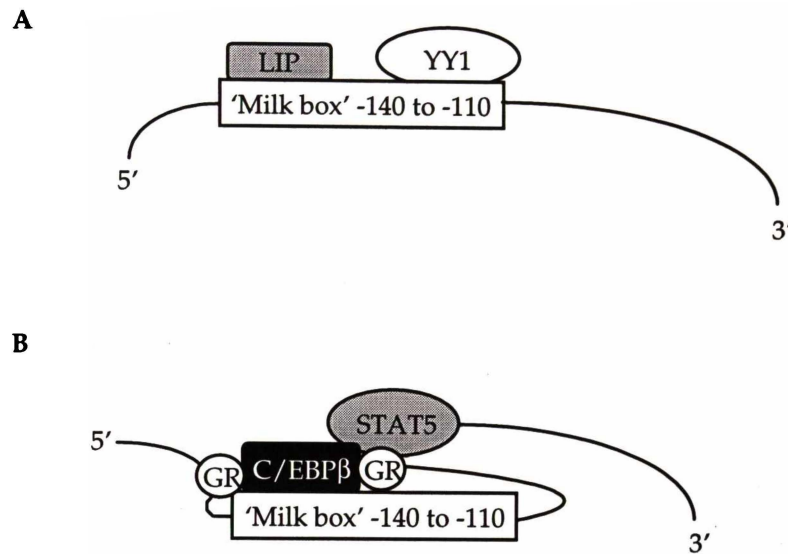 A
LIP YY1
'Milk box' -140 to -110
5′
3′
B
STAT5
5′
GR C/EBPβ GR
'Milk box' -140 to -110
3′